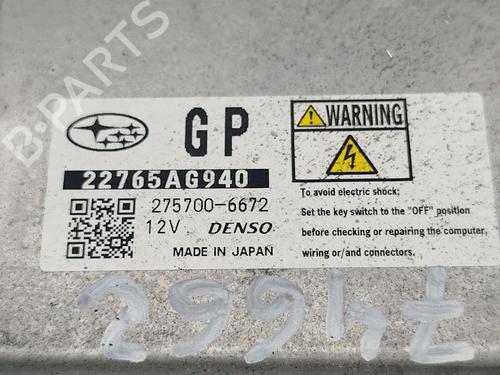 B-PARTS
GP
22765AG940
275700-6672
12V DENSO
MADE IN JAPAN
WARNING
To avoid electric shock;
Set the key switch to the "OFF" position
before checking or repairing the computer,
wiring or/and connectors.